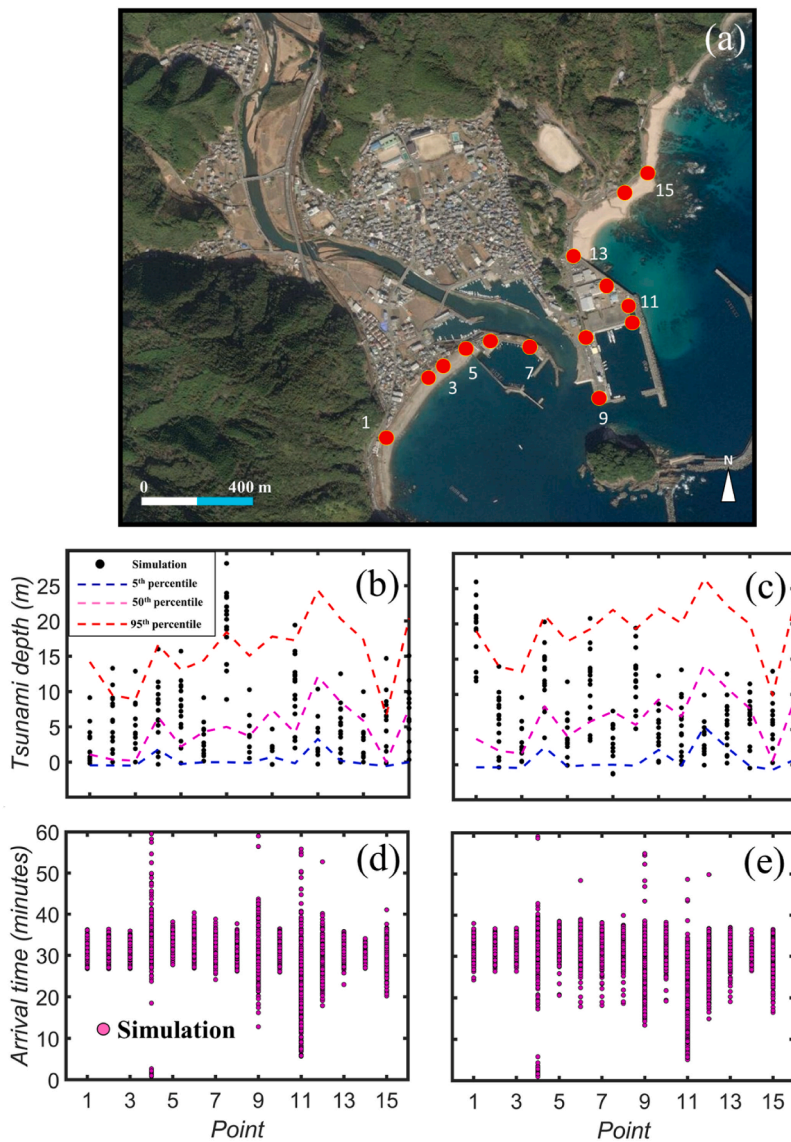 (a)
15
13
11
5
7
3
1
9
0 400 m
N
(b)
(c)
Simulation
5th percentile
50th percentile
95th percentile
Tsunami depth (m)
25
20
15
10
5
0
(d)
(e)
Arrival time (minutes)
60
50
40
30
20
10
0
Simulation
1 3 5 7 9 11 13 15
1 3 5 7 9 11 13 15
Point
Point